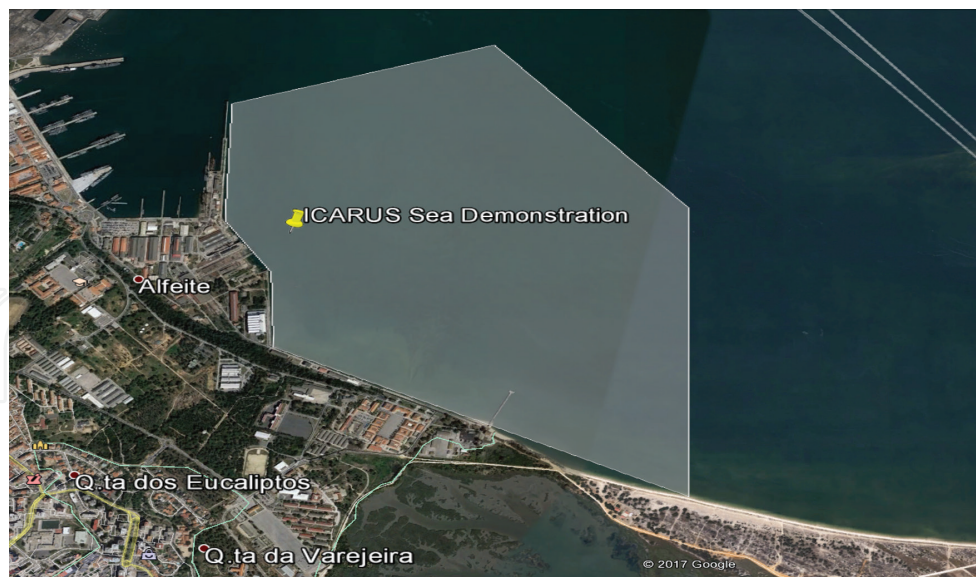 ICARUS Sea Demonstration
Alfeite
Q.ta dos Eucaliptos
Q.ta da Varejeira
© 2017 Google